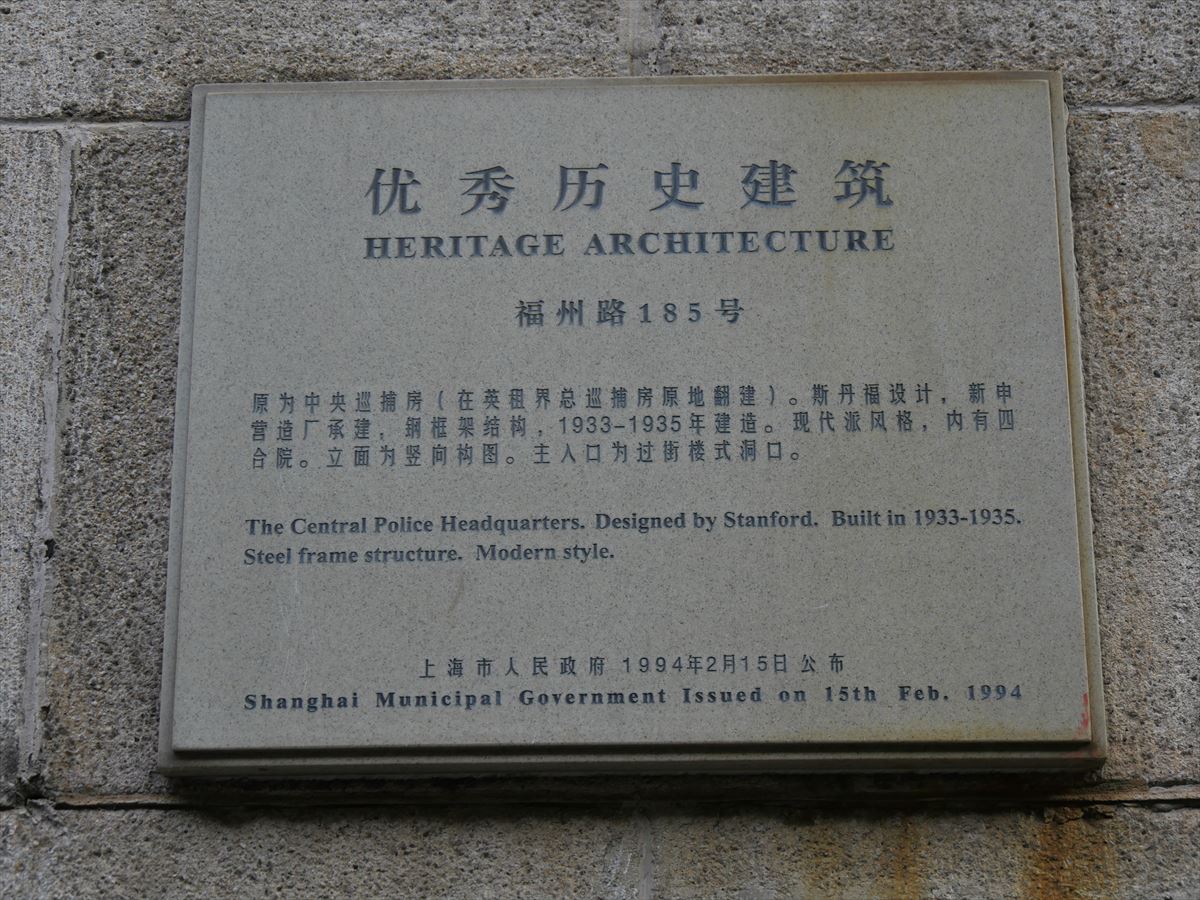 优秀历史建筑
HERITAGE ARCHITECTURE
福州路185号
原为中央巡捕房(在英租界总巡捕房原地翻建)。斯丹福设计，新申
营造厂承建，钢框架结构，1933-1935年建造。现代派风格，内有四
合院。立面为竖向构图。主入口为过街楼式洞口。
The Central Police Headquarters. Designed by Stanford. Built in 1933-1935.
Steel frame structure. Modern style.
上海市人民政府 1994年2月15日公布
Shanghai Municipal Government Issued on 15th Feb. 1994